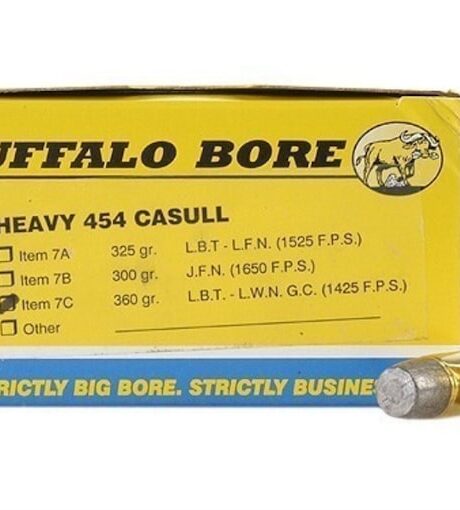 UFFALO BORE
HEAVY 454 CASULL
Item 7A 325 gr. L.B.T - L.F.N. (1525 F.P.S.)
Item 7B 300 gr. J.F.N. (1650 F.P.S.)
Item 7C 360 gr. L.B.T. - L.W.N. G.C. (1425 F.P.S.)
Other
RICTLY BIG BORE. STRICTLY BUSINE